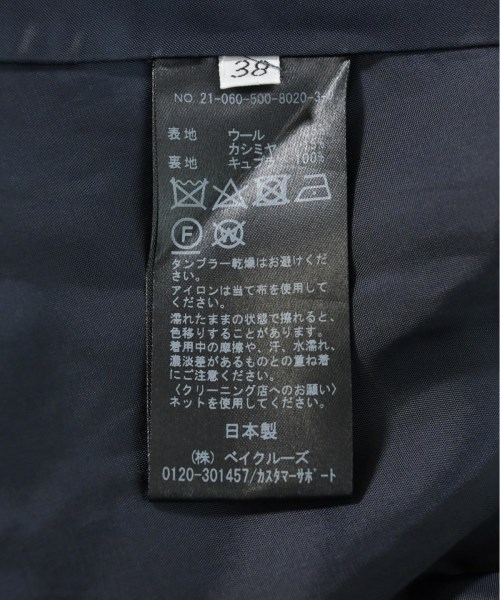 38
NO. 21-060-500-8020-3-
表地 ウール
カシミヤ 15%
裏地 キュプラ 100%
F
W
タンブラー乾燥はお避けくだ
さい。
アイロンは当て布を使用して
ください。
濡れたままの状態で擦れると、
色移りすることがあります。
着用中の摩擦や、汗、水濡れ、
濃淡差があるものとの重ね着
にご注意ください。
〈クリーニング店へのお願い〉
ネットを使用してください。
日本製
(株) ベイクルーズ
0120-301457/カスタマーサポート